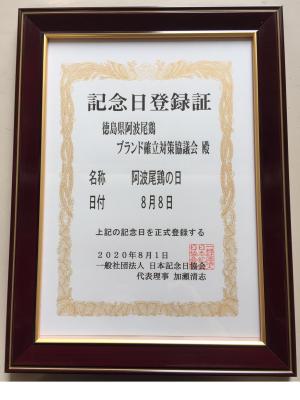 記念日登録証
徳島県阿波尾鶏
ブランド確立対策協議会 殿
名称 阿波尾鶏の日
日付 8月8日
上記の記念日を正式登録する
2020年8月1日
一般社団法人 日本記念日協会
代表理事 加瀬清志